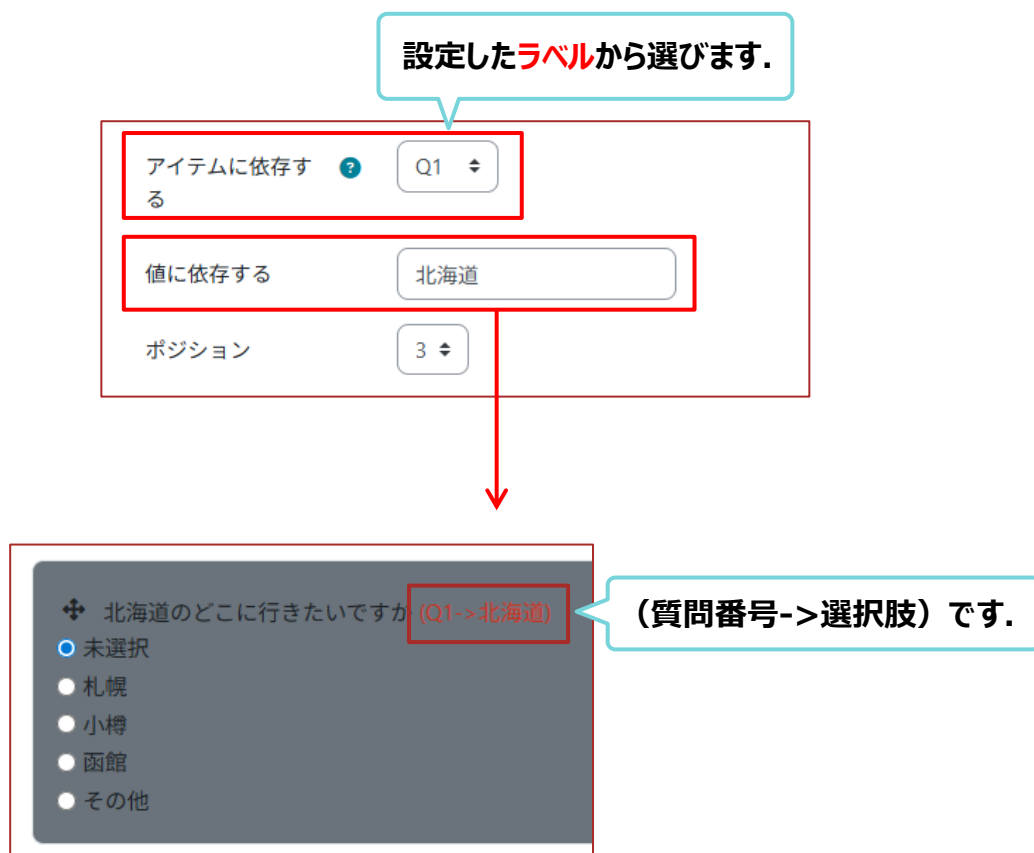 設定したラベルから選びます.
アイテムに依存す
る
Q1
値に依存する
北海道
ポジション
3
北海道のどこに行きたいですか (Q1->北海道)
未選択
札幌
小樽
函館
その他
（質問番号->選択肢）です.